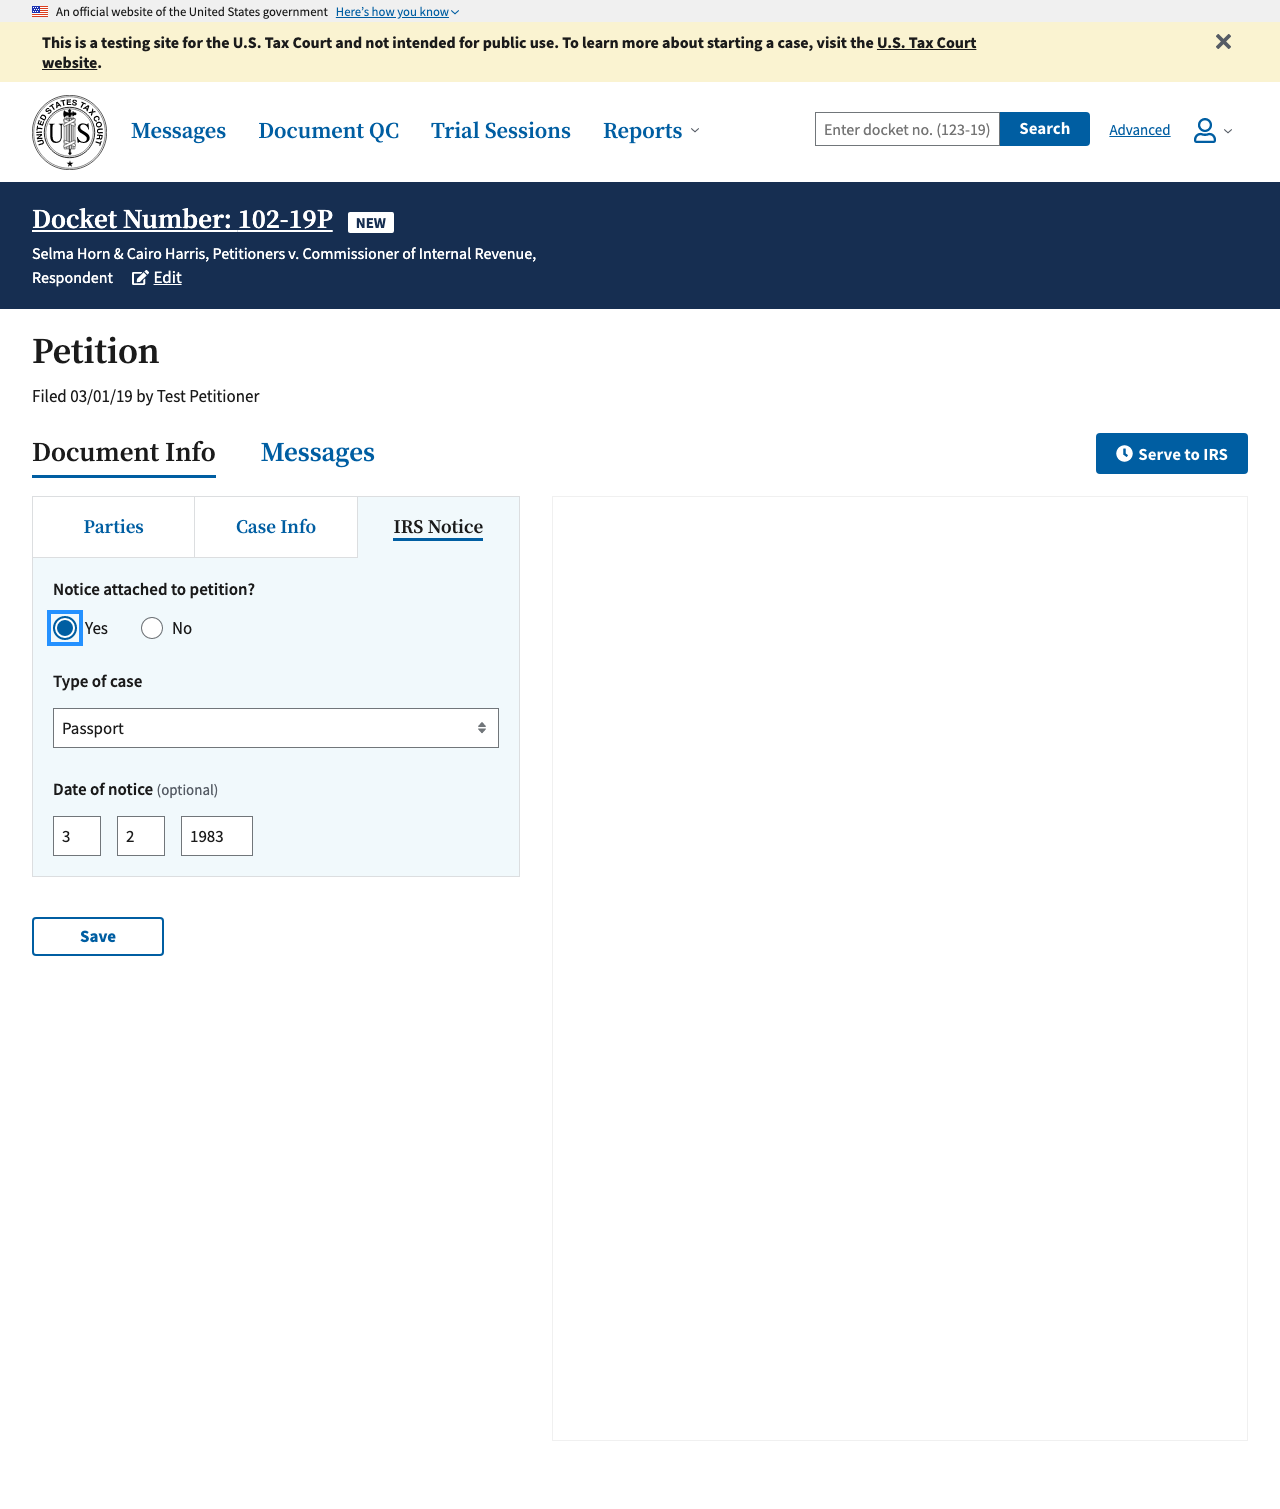 An official website of the United States government Here's how you know
This is a testing site for the U.S. Tax Court and not intended for public use. To learn more about starting a case, visit the U.S. Tax Court
website.
UNITED STATES TAX COURT
US
Messages Document QC Trial Sessions Reports
Enter docket no. (123-19) Search Advanced
Docket Number: 102-19P NEW
Selma Horn & Cairo Harris, Petitioners v. Commissioner of Internal Revenue,
Respondent Edit
Petition
Filed 03/01/19 by Test Petitioner
Document Info Messages Serve to IRS
Parties Case Info IRS Notice
Notice attached to petition?
Yes No
Type of case
Passport
Date of notice (optional)
3 2 1983
Save